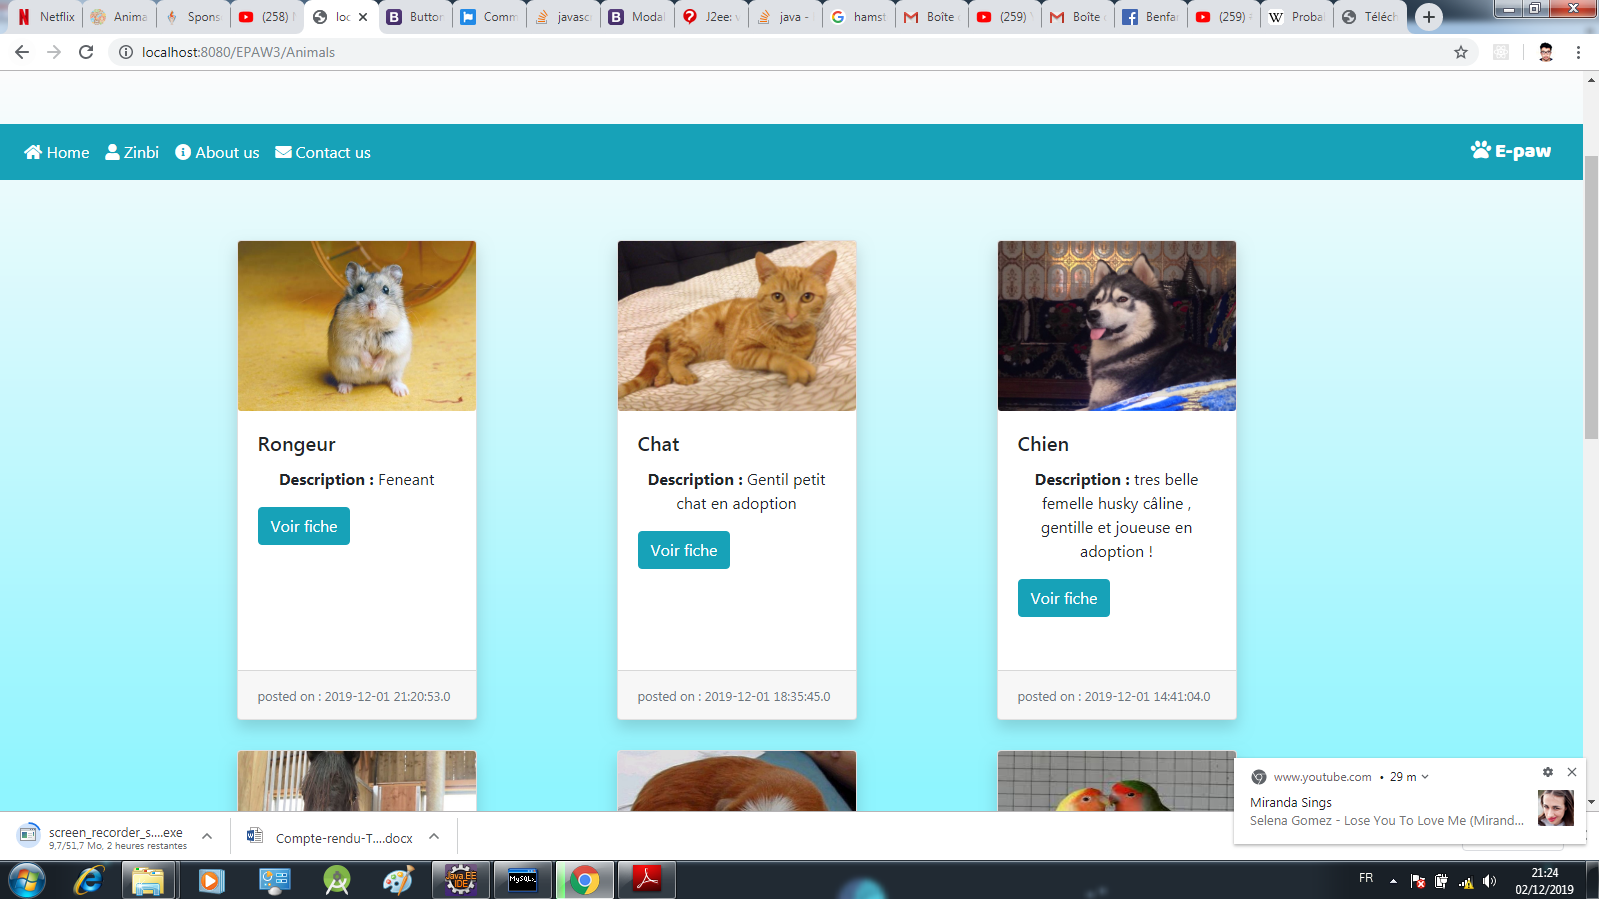 Netflix
Anima
Spons
(258)
loc
Button
Comm
javasc
Modal
J2ee: v
java -
hamst
Boîte
(259)
Boîte
Benfa
(259)
Proba
Téléch
localhost:8080/EPAW3/Animals
Home
Zinbi
About us
Contact us
E-paw
Rongeur
Description : Feneant
Voir fiche
posted on : 2019-12-01 21:20:53.0
Chat
Description : Gentil petit
chat en adoption
Voir fiche
posted on : 2019-12-01 18:35:45.0
Chien
Description : tres belle
femelle husky câline ,
gentille et joueuse en
adoption !
Voir fiche
posted on : 2019-12-01 14:41:04.0
www.youtube.com • 29 m
Miranda Sings
Selena Gomez - Lose You To Love Me (Mirand...
screen_recorder_s....exe
9,7/51,7 Mo, 2 heures restantes
Compte-rendu-T....docx
Java EE
IDE
MySQL
FR
21:24
02/12/2019